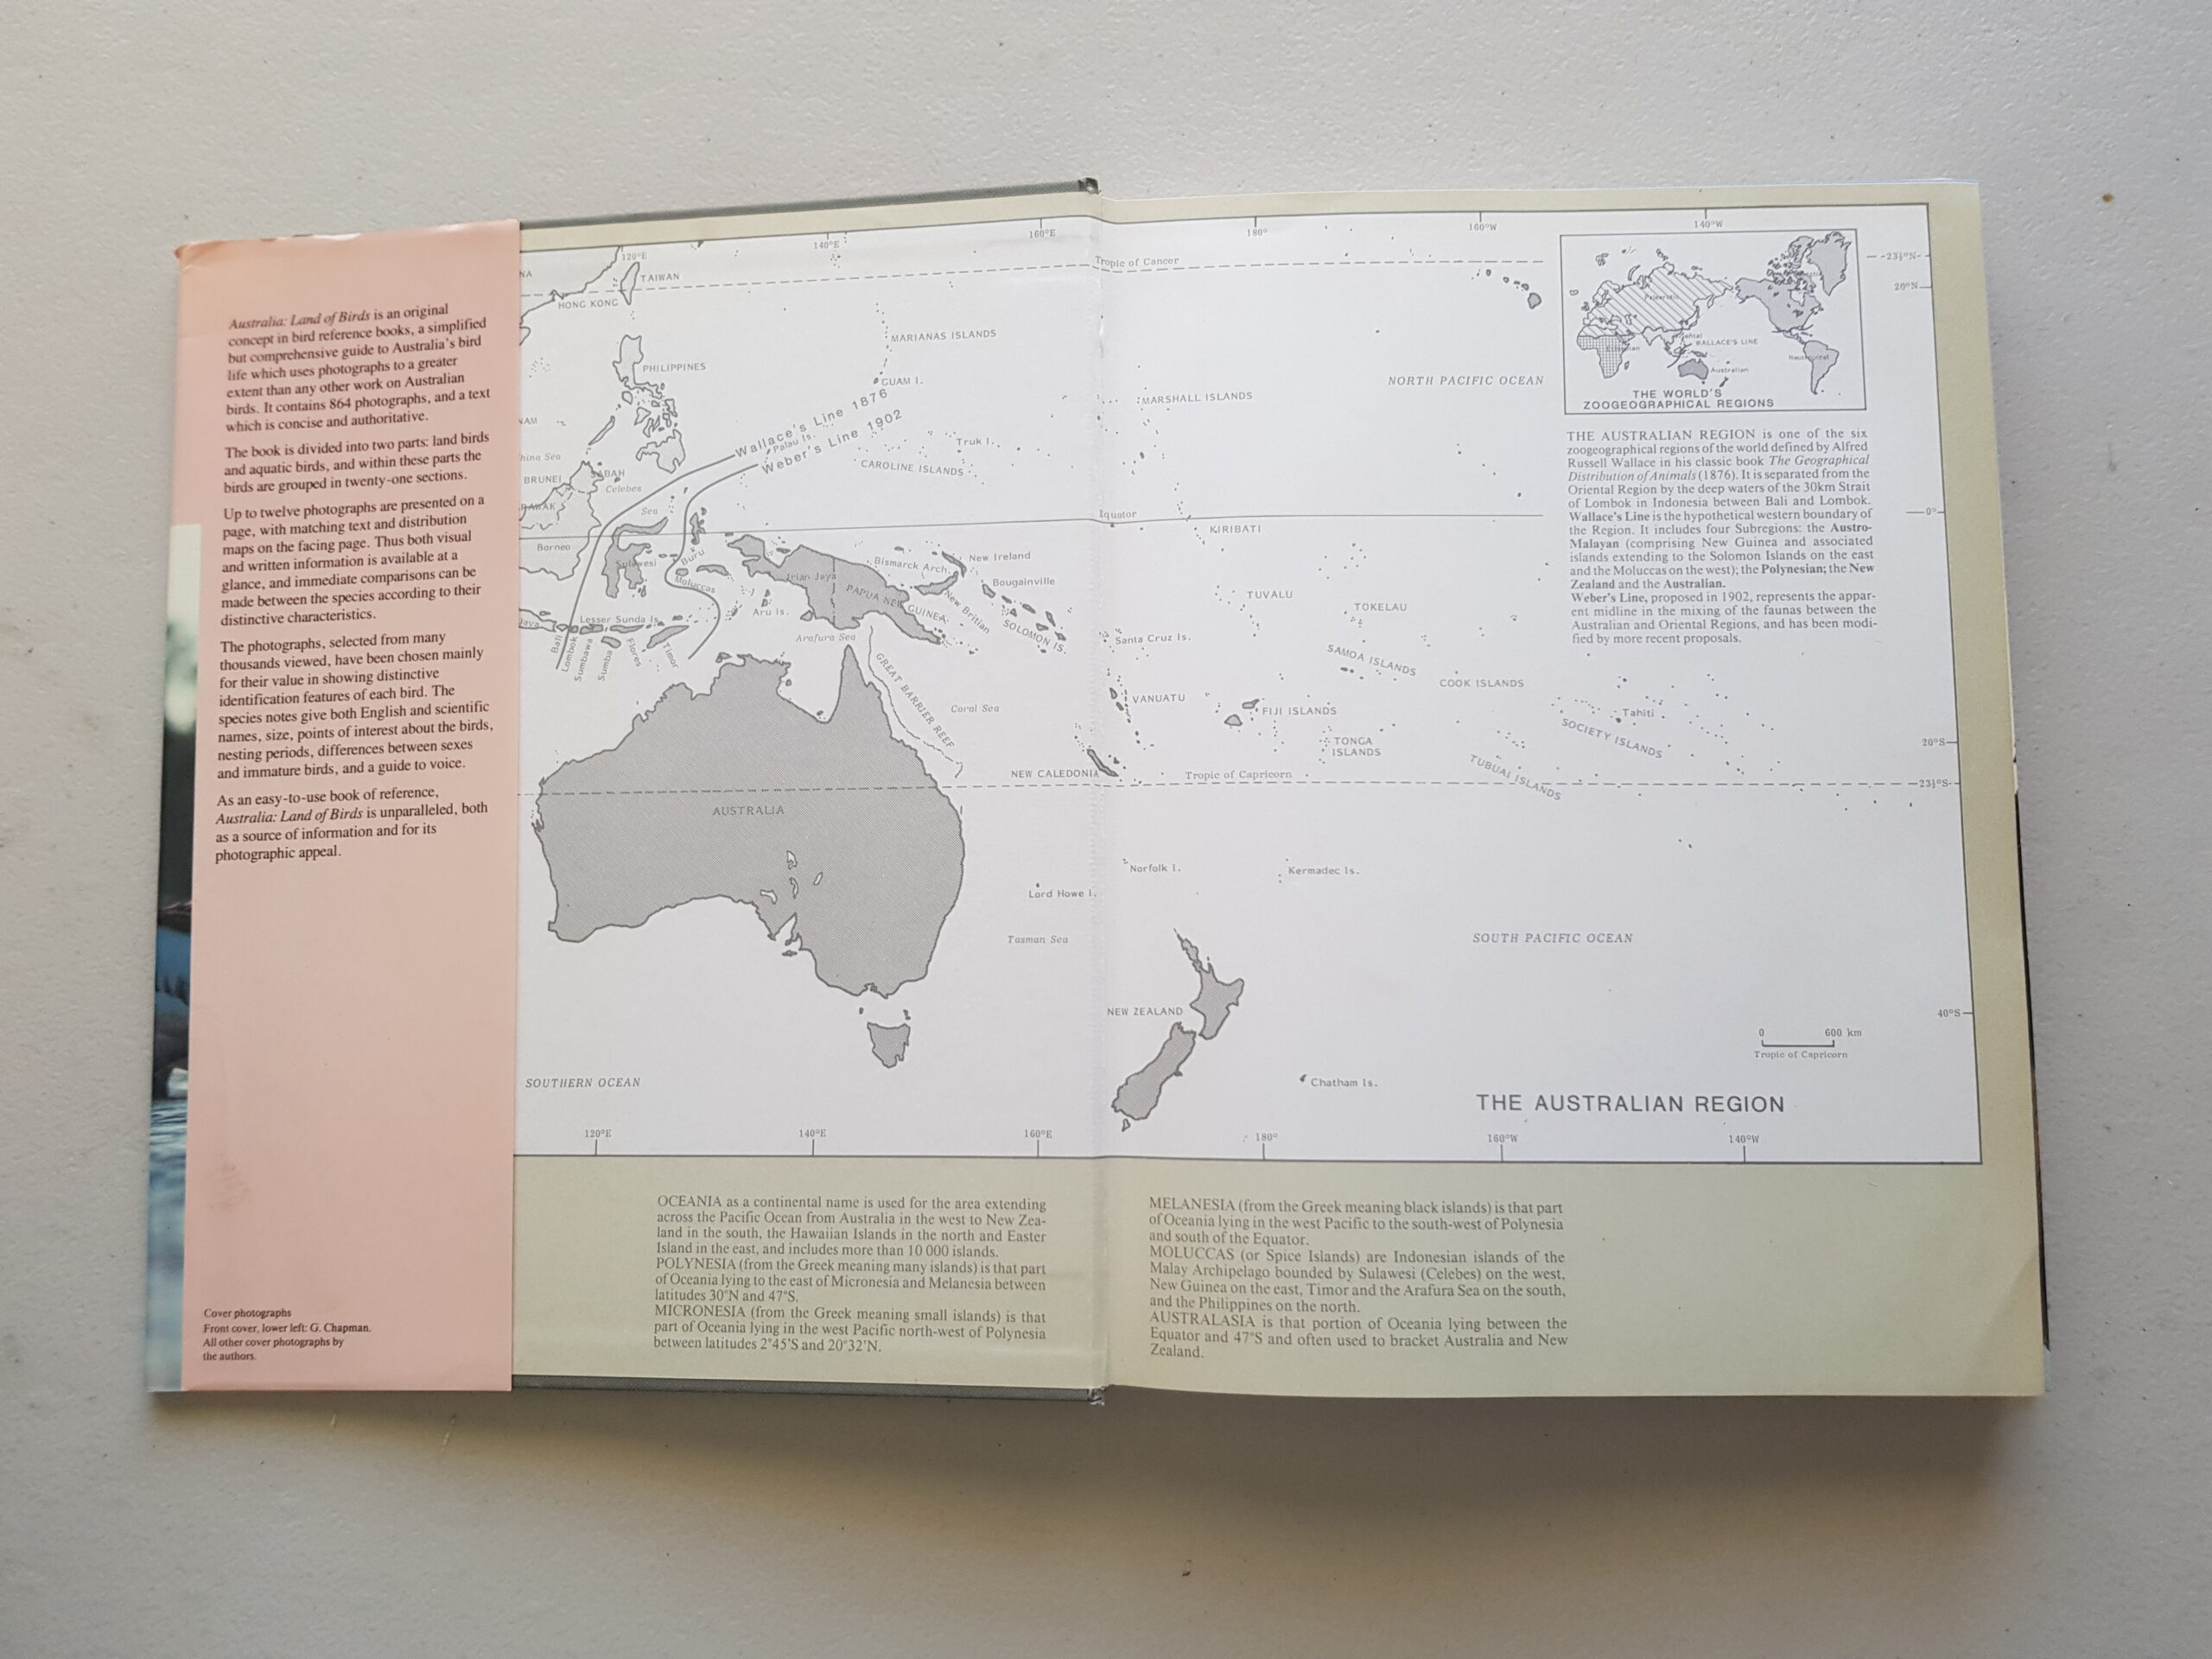 Australia: Land of Birds is an original
concept in bird reference books, a simplified
but comprehensive guide to Australia's bird
life which uses photographs to a greater
extent than any other work on Australian
birds. It contains 864 photographs, and a text
which is concise and authoritative.
The book is divided into two parts: land birds
and aquatic birds, and within these parts the
birds are grouped in twenty-one sections.
Up to twelve photographs are presented on a
page, with matching text and distribution
maps on the facing page. Thus both visual
and written information is available at a
glance, and immediate comparisons can be
made between the species according to their
distinctive characteristics.
The photographs, selected from many
thousands viewed, have been chosen mainly
for their value in showing distinctive
identification features of each bird. The
species notes give both English and scientific
names, size, points of interest about the birds,
nesting periods, differences between sexes
and immature birds, and a guide to voice.
As an easy-to-use book of reference,
Australia: Land of Birds is unparalleled, both
as a source of information and for its
photographic appeal.
Cover photographs
Front cover, lower left: G. Chapman.
All other cover photographs by
the authors.
120°E
140°E
160°E
180°
160°W
140°W
Tropic of Cancer
-23½°N-
20°N
NA
TAIWAN
HONG KONG
MARIANAS ISLANDS
PHILIPPINES
GUAM I.
Wallace's Line 1876
Palau Is.
Weber's Line 1902
NORTH PACIFIC OCEAN
MARSHALL ISLANDS
NAM
Truk I.
CAROLINE ISLANDS
hina Sea
SABAH
BRUNEI
Celebes
Sea
RAWAK
Equator
0°
KIRIBATI
Borneo
Sulawesi
Buru
Moluccas
Irian Jaya
PAPUA NEW GUINEA
Bismarck Arch.
New Ireland
Bougainville
New Britian
SOLOMON IS.
Aru Is.
Arafura Sea
Java
Lesser Sunda Is.
Bali
Lombok
Sumbawa
Sumba
Flores
Timor
TUVALU
TOKELAU
Santa Cruz Is.
SAMOA ISLANDS
COOK ISLANDS
GREAT BARRIER REEF
Coral Sea
VANUATU
FIJI ISLANDS
TONGA
ISLANDS
Tahiti
SOCIETY ISLANDS
TUBUAI ISLANDS
20°S
NEW CALEDONIA
Tropic of Capricorn
-23½°S-
AUSTRALIA
Norfolk I.
Kermadec Is.
Lord Howe I.
Tasman Sea
SOUTH PACIFIC OCEAN
NEW ZEALAND
40°S
0 600 km
Tropic of Capricorn
SOUTHERN OCEAN
Chatham Is.
THE AUSTRALIAN REGION
120°E
140°E
160°E
180°
160°W
140°W
Palearctic
WALLACE'S LINE
Australian
Neotropical
THE WORLD'S
ZOOGEOGRAPHICAL REGIONS
THE AUSTRALIAN REGION is one of the six
zoogeographical regions of the world defined by Alfred
Russell Wallace in his classic book The Geographical
Distribution of Animals (1876). It is separated from the
Oriental Region by the deep waters of the 30km Strait
of Lombok in Indonesia between Bali and Lombok.
Wallace's Line is the hypothetical western boundary of
the Region. It includes four Subregions: the Austro-
Malayan (comprising New Guinea and associated
islands extending to the Solomon Islands on the east
and the Moluccas on the west); the Polynesian; the New
Zealand and the Australian.
Weber's Line, proposed in 1902, represents the appar-
ent midline in the mixing of the faunas between the
Australian and Oriental Regions, and has been modi-
fied by more recent proposals.
OCEANIA as a continental name is used for the area extending
across the Pacific Ocean from Australia in the west to New Zea-
land in the south, the Hawaiian Islands in the north and Easter
Island in the east, and includes more than 10 000 islands.
POLYNESIA (from the Greek meaning many islands) is that part
of Oceania lying to the east of Micronesia and Melanesia between
latitudes 30°N and 47°S.
MICRONESIA (from the Greek meaning small islands) is that
part of Oceania lying in the west Pacific north-west of Polynesia
between latitudes 2°45'S and 20°32'N.
MELANESIA (from the Greek meaning black islands) is that part
of Oceania lying in the west Pacific to the south-west of Polynesia
and south of the Equator.
MOLUCCAS (or Spice Islands) are Indonesian islands of the
Malay Archipelago bounded by Sulawesi (Celebes) on the west,
New Guinea on the east, Timor and the Arafura Sea on the south,
and the Philippines on the north.
AUSTRALASIA is that portion of Oceania lying between the
Equator and 47°S and often used to bracket Australia and New
Zealand.